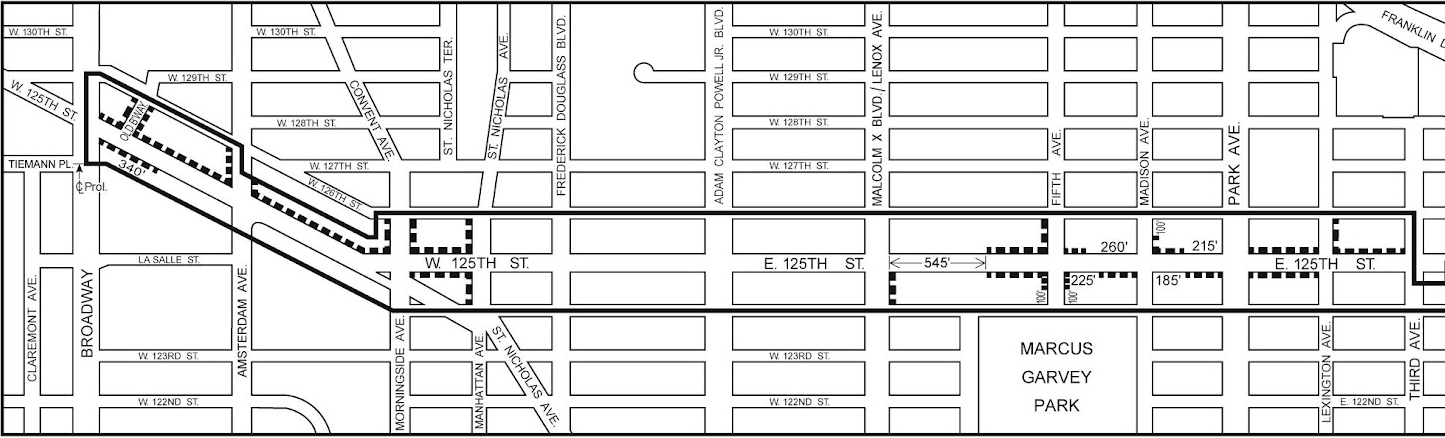 W. 130TH ST.
W. 130TH ST.
W. 130TH ST.
FRANKLIN
W. 129TH ST.
W. 129TH ST.
W. 125TH ST.
OLD B'WAY
W. 128TH ST.
W. 128TH ST.
CONVENT AVE.
ST. NICHOLAS TER.
ST. NICHOLAS AVE.
FREDERICK DOUGLASS BLVD.
ADAM CLAYTON POWELL JR. BLVD.
MALCOLM X BLVD./LENOX AVE.
FIFTH AVE.
MADISON AVE.
PARK AVE.
TIEMANN PL.
340'
℄ Prol.
W. 127TH ST.
W. 127TH ST.
W. 126TH ST.
100'
260'
215'
LA SALLE ST.
W. 125TH ST.
E. 125TH ST.
545'
E. 125TH ST.
100'
100'
225'
185'
CLAREMONT AVE.
BROADWAY
AMSTERDAM AVE.
MORNINGSIDE AVE.
MANHATTAN AVE.
ST. NICHOLAS AVE.
W. 123RD ST.
W. 123RD ST.
MARCUS
GARVEY
PARK
LEXINGTON AVE.
THIRD AVE.
W. 122ND ST.
W. 122ND ST.
E. 122ND ST.